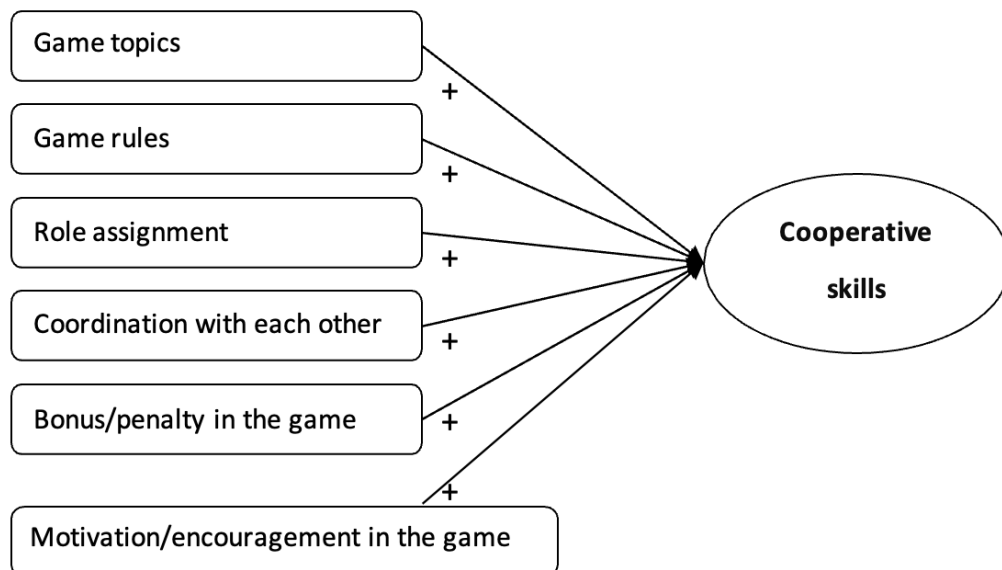 Game topics
+
Game rules
+
Role assignment
+
Coordination with each other
+
Bonus/penalty in the game
+
Motivation/encouragement in the game
+
Cooperative
skills